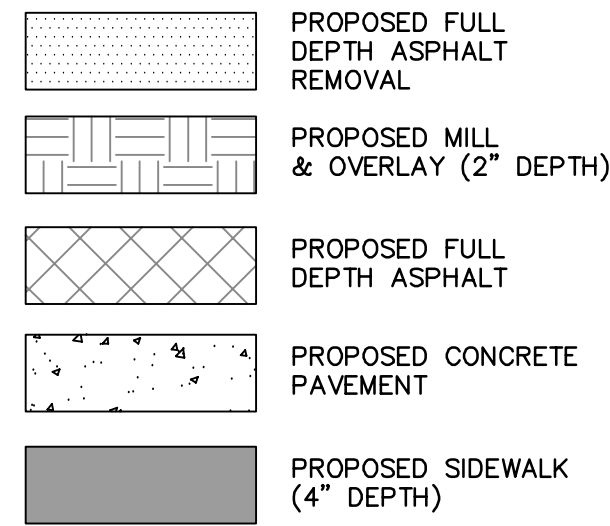 PROPOSED FULL
DEPTH ASPHALT
REMOVAL
PROPOSED MILL
& OVERLAY (2” DEPTH)
PROPOSED FULL
DEPTH ASPHALT
PROPOSED CONCRETE
PAVEMENT
PROPOSED SIDEWALK
(4” DEPTH)